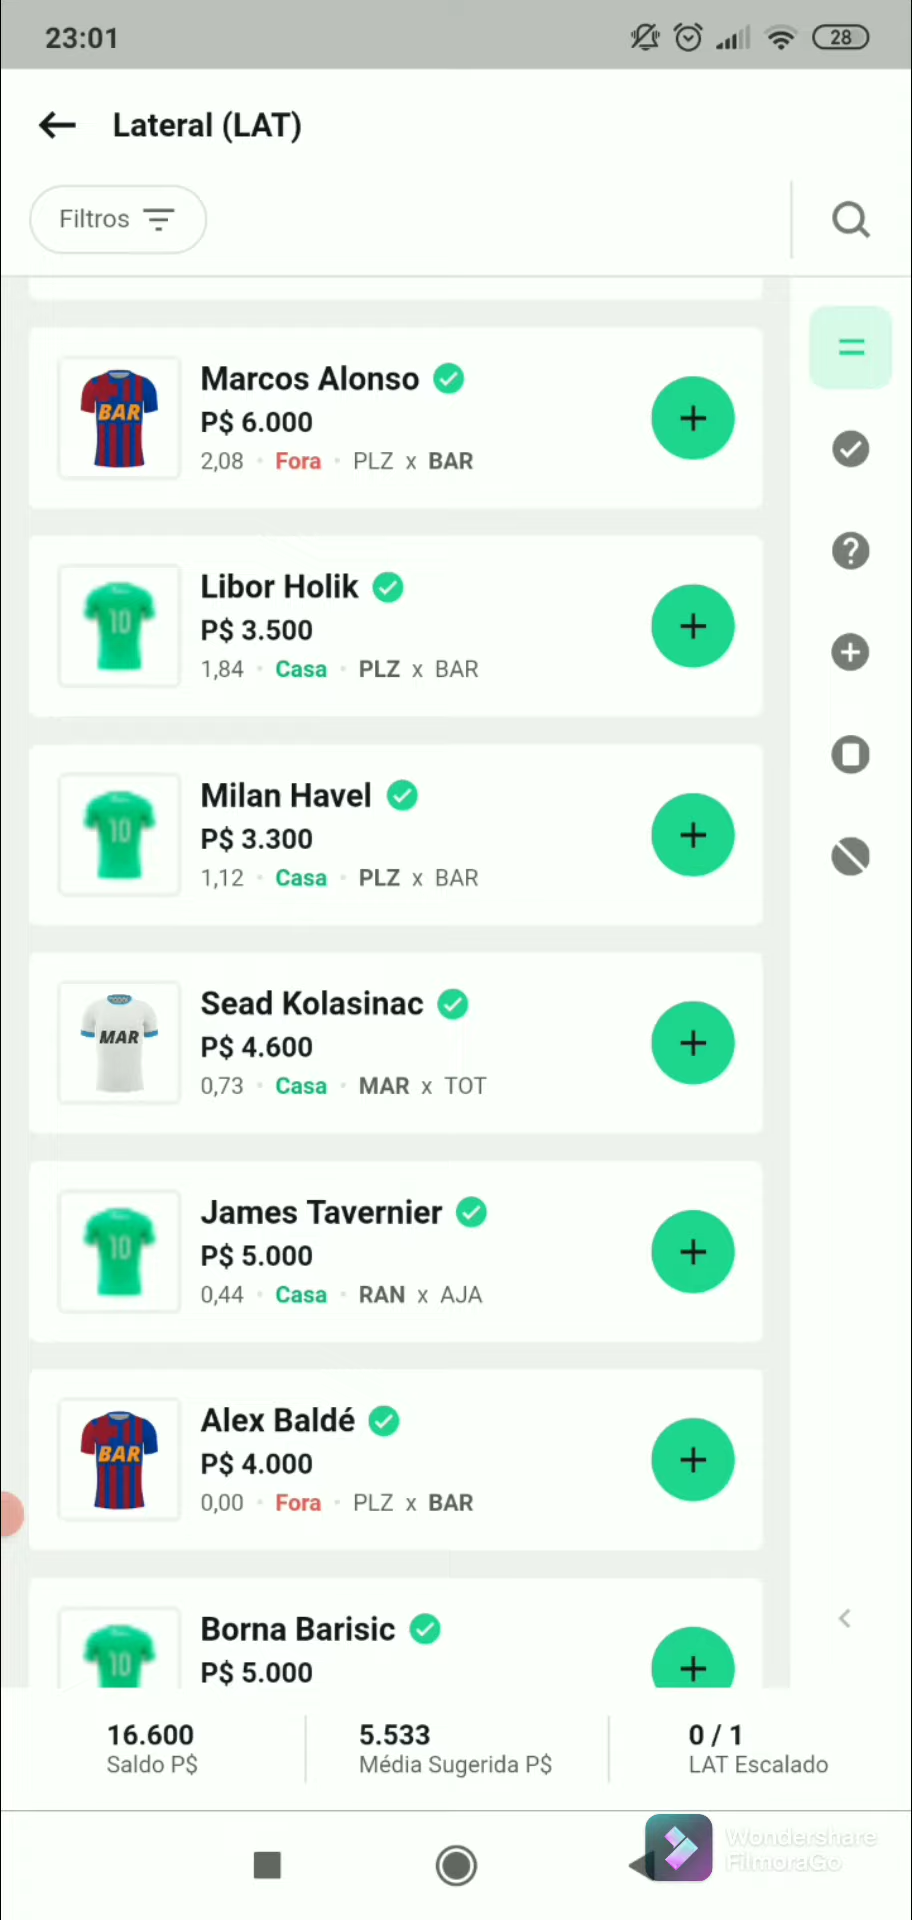 23:01
28
Lateral (LAT)
Filtros
Marcos Alonso
P$ 6.000
2,08 · Fora · PLZ x BAR
BAR
Libor Holik
P$ 3.500
1,84 · Casa · PLZ x BAR
10
Milan Havel
P$ 3.300
1,12 · Casa · PLZ x BAR
10
Sead Kolasinac
P$ 4.600
0,73 · Casa · MAR x TOT
MAR
James Tavernier
P$ 5.000
0,44 · Casa · RAN x AJA
10
Alex Baldé
P$ 4.000
0,00 · Fora · PLZ x BAR
BAR
Borna Barisic
P$ 5.000
10
16.600
Saldo P$
5.533
Média Sugerida P$
0 / 1
LAT Escalado
Wondershare
FilmoraGo